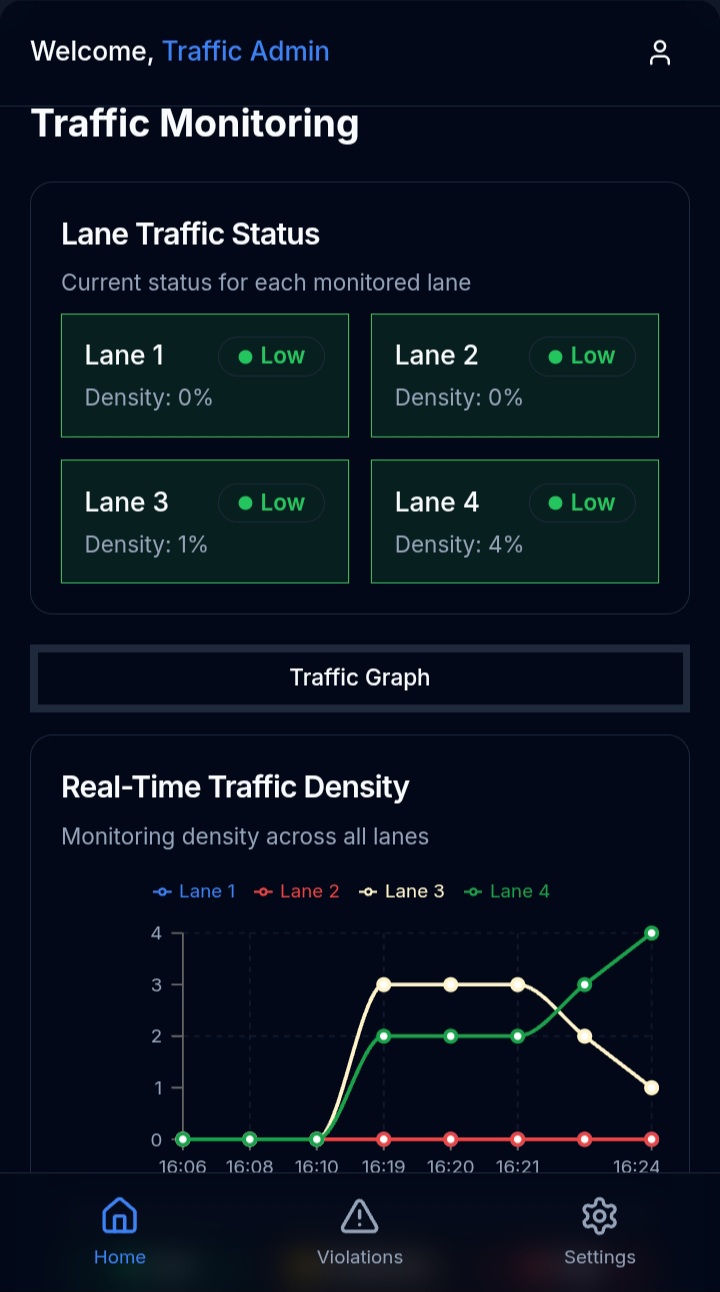 Welcome, Traffic Admin
Traffic Monitoring
Lane Traffic Status
Current status for each monitored lane
Lane 1
Low
Density: 0%
Lane 2
Low
Density: 0%
Lane 3
Low
Density: 1%
Lane 4
Low
Density: 4%
Traffic Graph
Real-Time Traffic Density
Monitoring density across all lanes
Lane 1 Lane 2 Lane 3 Lane 4
4
3
2
1
0
16:06 16:08 16:10 16:19 16:20 16:21 16:24
Home Violations Settings